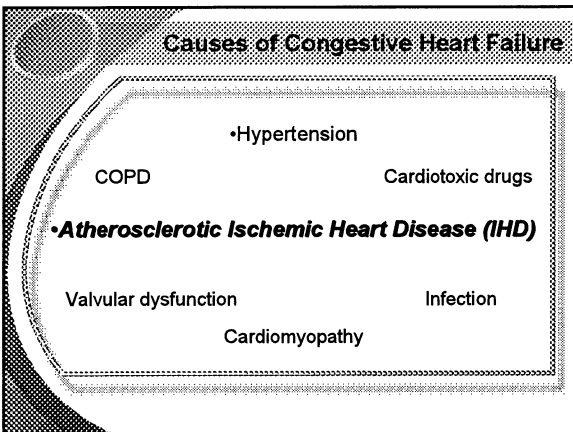 Causes of Congestive Heart Failure
•Hypertension
COPD Cardiotoxic drugs
•Atherosclerotic Ischemic Heart Disease (IHD)
Valvular dysfunction Infection
Cardiomyopathy